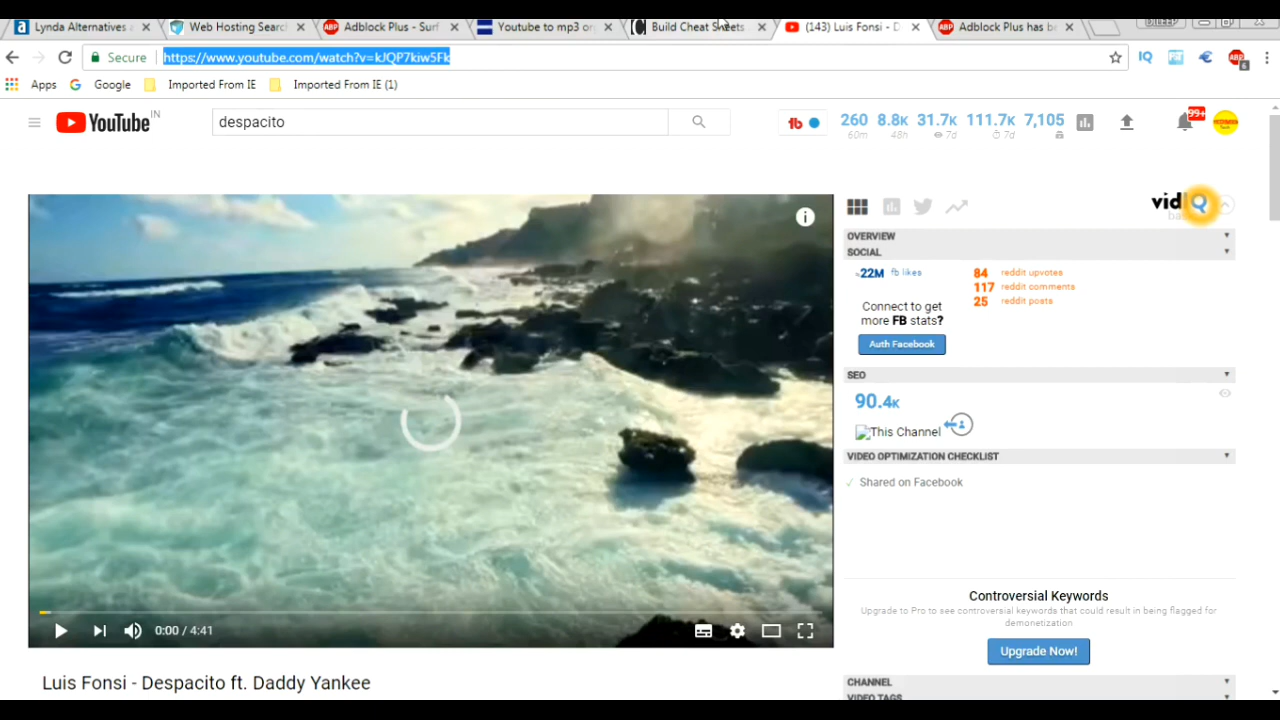 Lynda Alternatives
Web Hosting Searc
Adblock Plus - Surf
Youtube to mp3 or
Build Cheat Sheets
(143) Luis Fonsi - D
Adblock Plus has be
DILEEP
Secure
https://www.youtube.com/watch?v=kJQP7kiw5Fk
Apps
Google
Imported From IE
Imported From IE (1)
YouTube IN
despacito
260 8.8K 31.7K 111.7K 7,105
60m 48h 7d 7d
99+
vidIQ
OVERVIEW
SOCIAL
22M fb likes
84 reddit upvotes
117 reddit comments
25 reddit posts
Connect to get
more FB stats?
Auth Facebook
SEO
90.4K
This Channel
VIDEO OPTIMIZATION CHECKLIST
Shared on Facebook
Controversial Keywords
Upgrade to Pro to see controversial keywords that could result in being flagged for
demonetization
Upgrade Now!
0:00 / 4:41
Luis Fonsi - Despacito ft. Daddy Yankee
CHANNEL
VIDEO TAGS